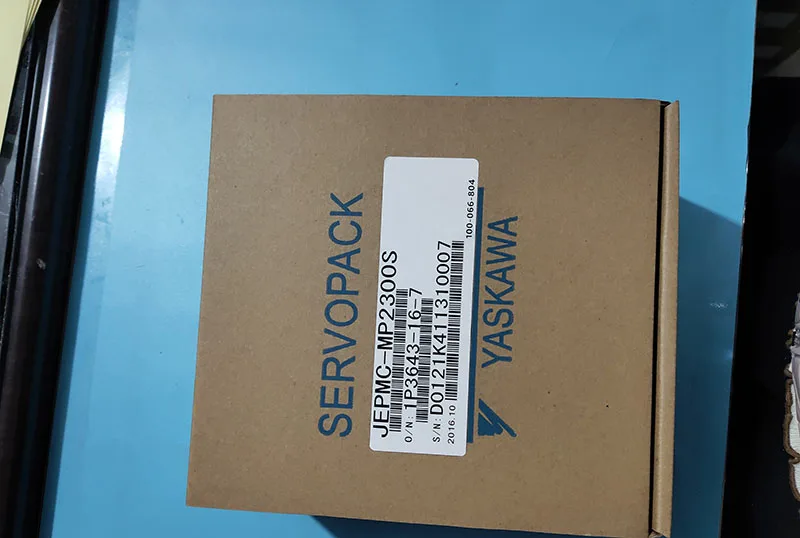 SERVOPACK
JEPMC-MP2300S
O/N: 1P3643-16-7
S/N: D0121K411310007
2016.10
100-066-804
YASKAWA